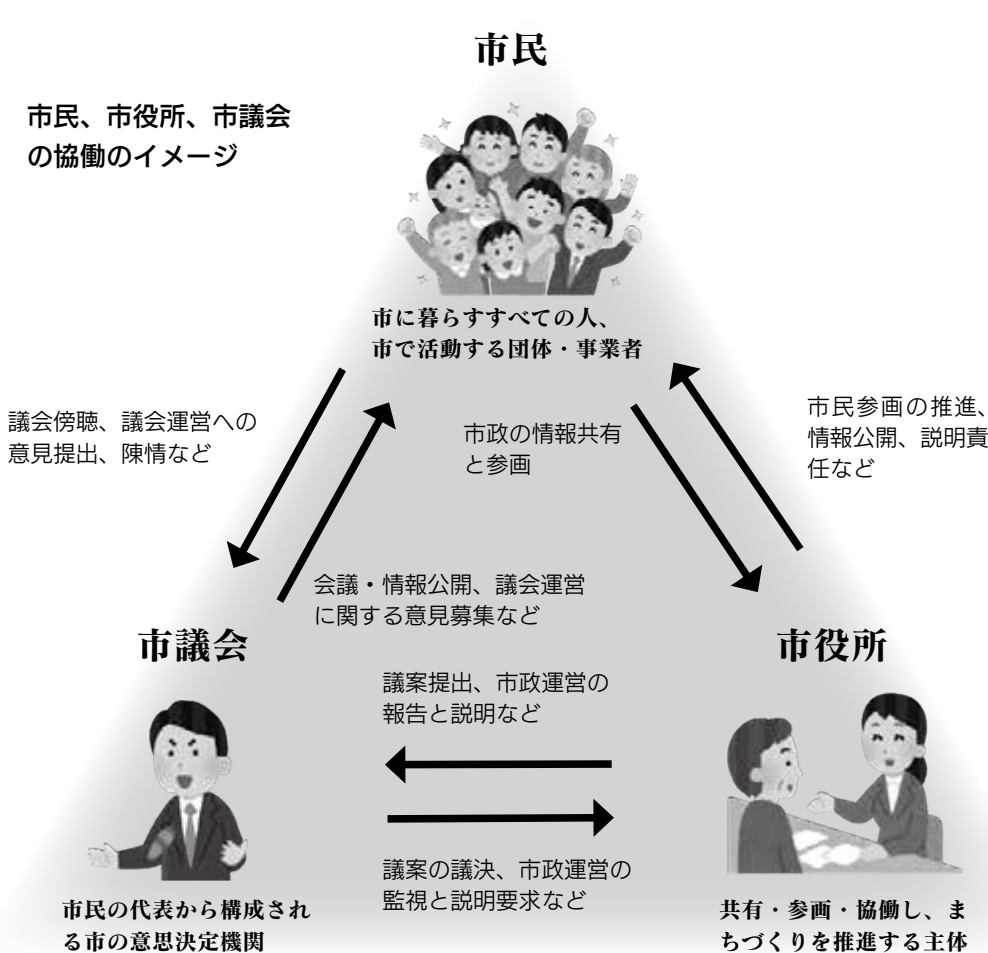 市民
市民、市役所、市議会
の協働のイメージ
市に暮らすすべての人、
市で活動する団体・事業者
議会傍聴、議会運営への
意見提出、陳情など
市政の情報共有
と参画
市民参画の推進、
情報公開、説明責
任など
会議・情報公開、議会運営
に関する意見募集など
市議会
市役所
議案提出、市政運営の
報告と説明など
議案の議決、市政運営の
監視と説明要求など
市民の代表から構成され
る市の意思決定機関
共有・参画・協働し、ま
ちづくりを推進する主体